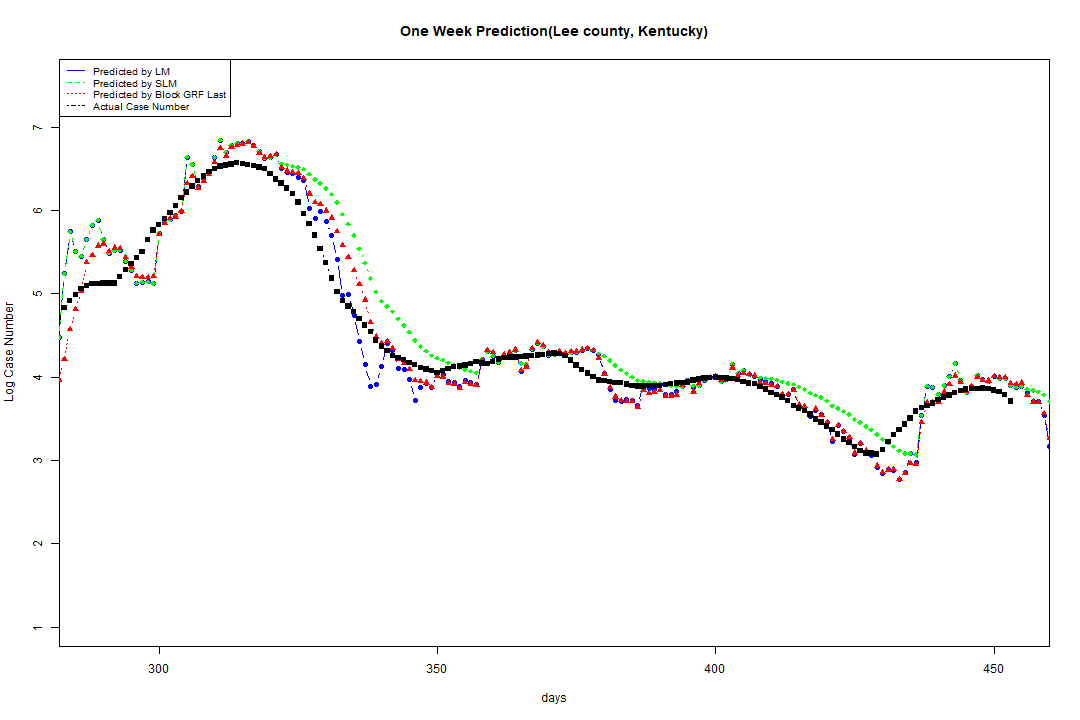 One Week Prediction(Lee county, Kentucky)
Predicted by LM
Predicted by SLM
Predicted by Block GRF Last
Actual Case Number
7
6
5
4
3
2
1
Log Case Number
300 350 400 450
days